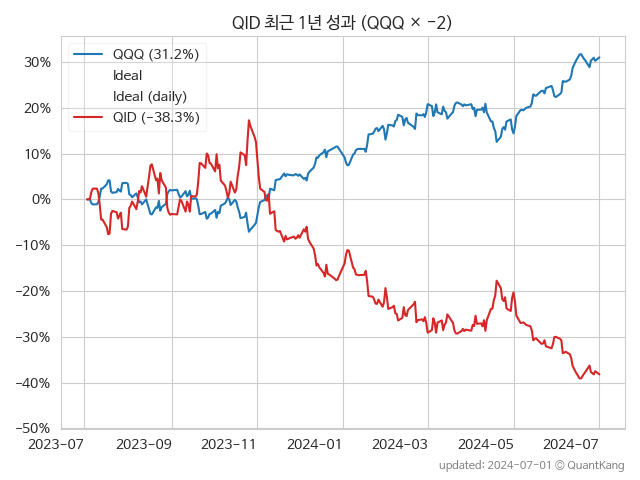 QID 최근 1년 성과 (QQQ × −2)
QQQ (31.2%)
Ideal
Ideal (daily)
QID (−38.3%)
30%
20%
10%
0%
−10%
−20%
−30%
−40%
−50%
2023-07 2023-09 2023-11 2024-01 2024-03 2024-05 2024-07
updated: 2024-07-01 © QuantKang